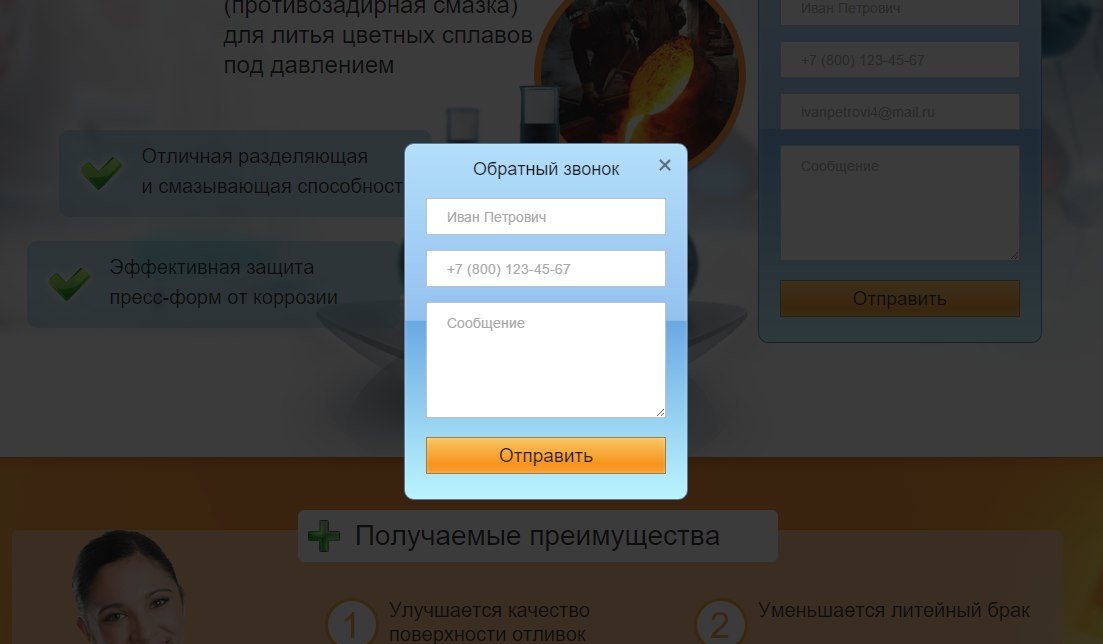 (противозадирная смазка)
для литья цветных сплавов
под давлением
Отличная разделяющая
и смазывающая способност
Эффективная защита
пресс-форм от коррозии
Иван Петрович
+7 (800) 123-45-67
ivanpetrovi4@mail.ru
Сообщение
Отправить
Обратный звонок
×
Иван Петрович
+7 (800) 123-45-67
Сообщение
Отправить
Получаемые преимущества
1
Улучшается качество
поверхности отливок
2
Уменьшается литейный брак